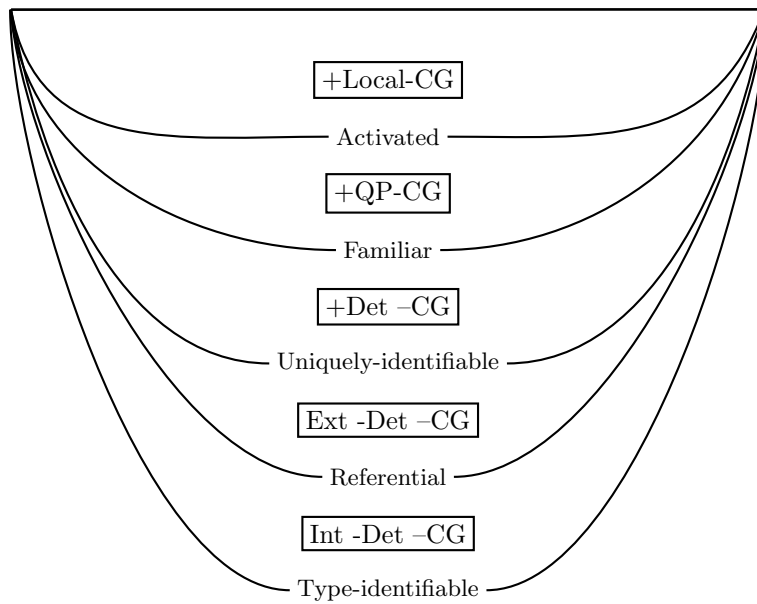 +Local-CG
Activated
+QP-CG
Familiar
+Det –CG
Uniquely-identifiable
Ext -Det –CG
Referential
Int -Det –CG
Type-identifiable